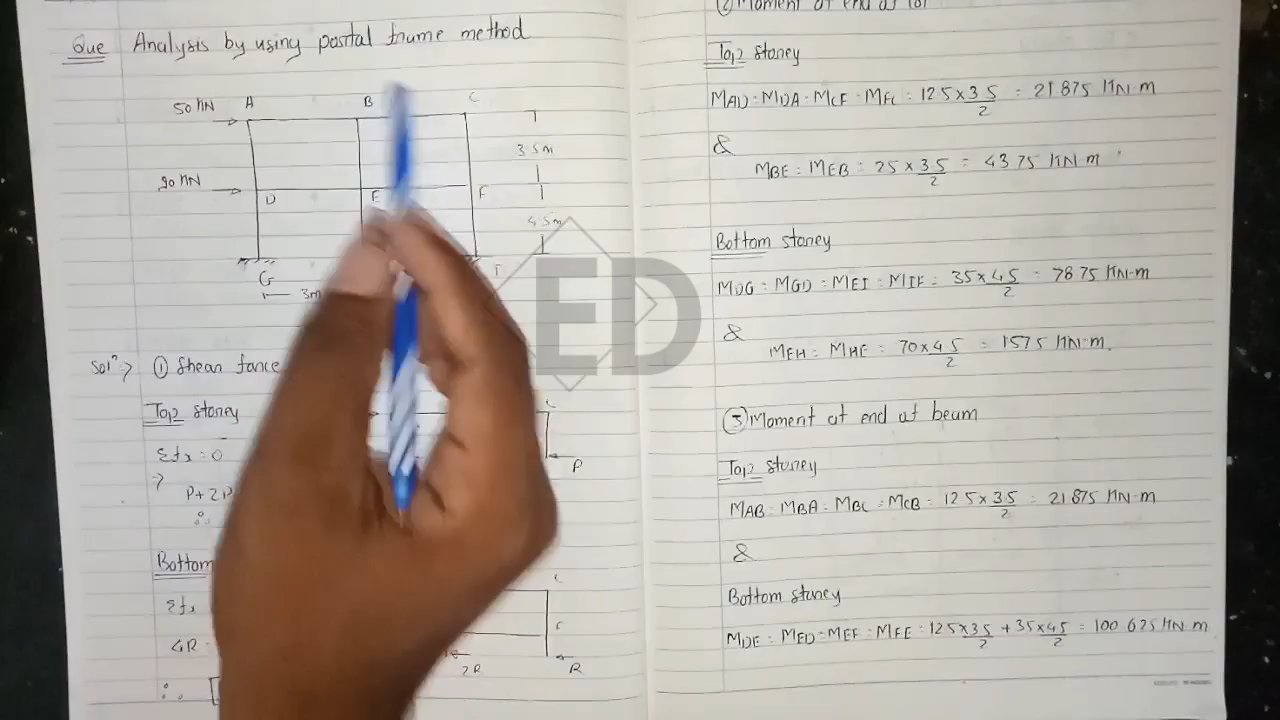 Que Analysis by using portal frame method
50 KN A B C
3.5m
90 KN D E F
4.5m
G I
3m
Solⁿ → ① Shear force
Top storey
Σfx = 0
⇒ P+2P
∴
C
P
Bottom
Σfx
4R
∴ [
C
F
2R R
② Moment at end at col
Top storey
MAD = MDA = MCF = MFC = 12.5 × 3.5/2 = 21.875 KN·m
&
MBE = MEB = 25 × 3.5/2 = 43.75 KN·m
Bottom storey
MDG = MGD = MFI = MIF = 35 × 4.5/2 = 78.75 KN·m
&
MEH = MHE = 70 × 4.5/2 = 157.5 KN·m.
③ Moment at end at beam
Top storey
MAB = MBA = MBC = MCB = 12.5 × 3.5/2 = 21.875 KN·m
&
Bottom storey
MDE = MED = MEF = MFE = 12.5 × 3.5/2 + 35 × 4.5/2 = 100.625 KN·m
ED